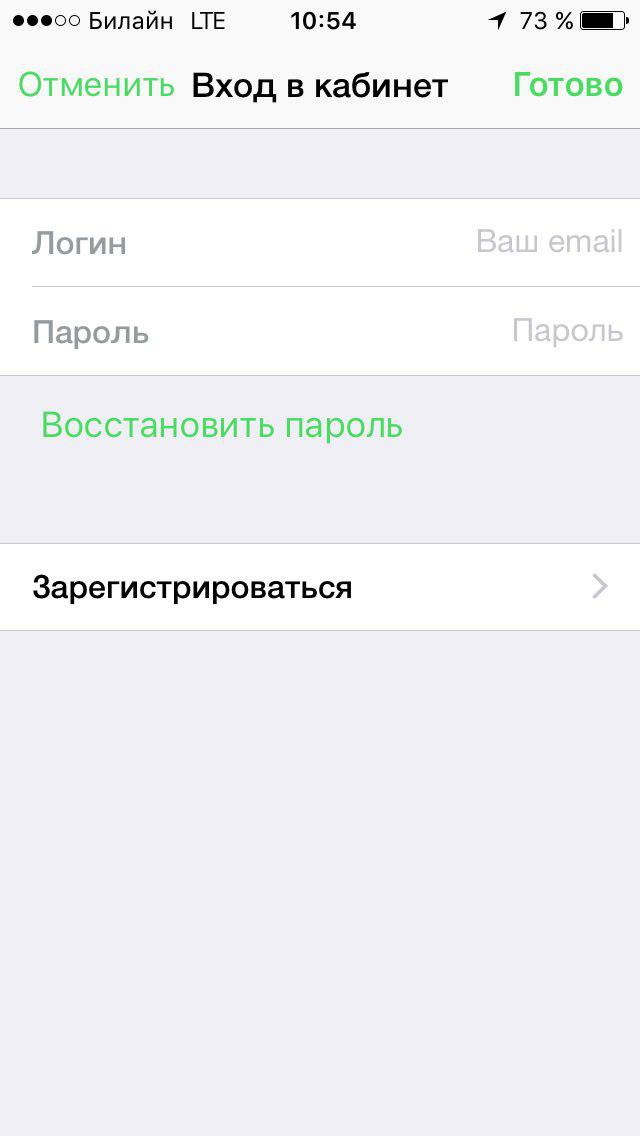 Билайн LTE 10:54 73 %
Отменить Вход в кабинет Готово
Логин Ваш email
Пароль Пароль
Восстановить пароль
Зарегистрироваться